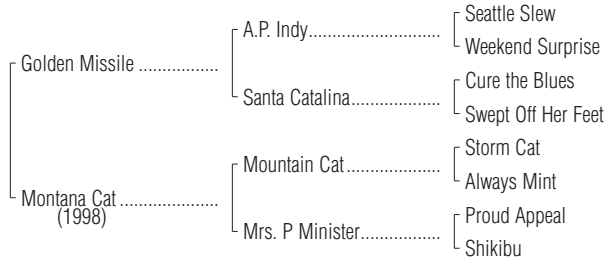 Seattle Slew
A.P. Indy......................................
Weekend Surprise
Golden Missile .....................
Cure the Blues
Santa Catalina..........................
Swept Off Her Feet
Storm Cat
Mountain Cat...........................
Always Mint
Montana Cat .........................
(1998)
Proud Appeal
Mrs. P Minister.......................
Shikibu